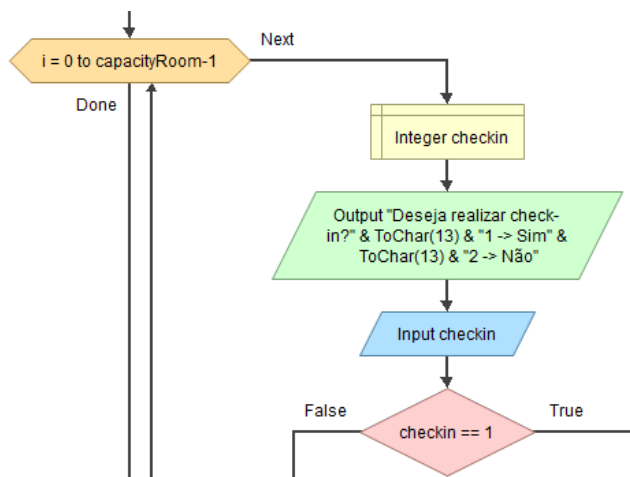 Next
i = 0 to capacityRoom-1
Done
Integer checkin
Output "Deseja realizar check-
in?" & ToChar(13) & "1 -> Sim" &
ToChar(13) & "2 -> Não"
Input checkin
False
True
checkin == 1